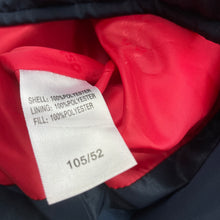 SHELL: 100%POLYESTER
LINING: 100%POLYESTER
FILL: 100%POLYESTER
105/52